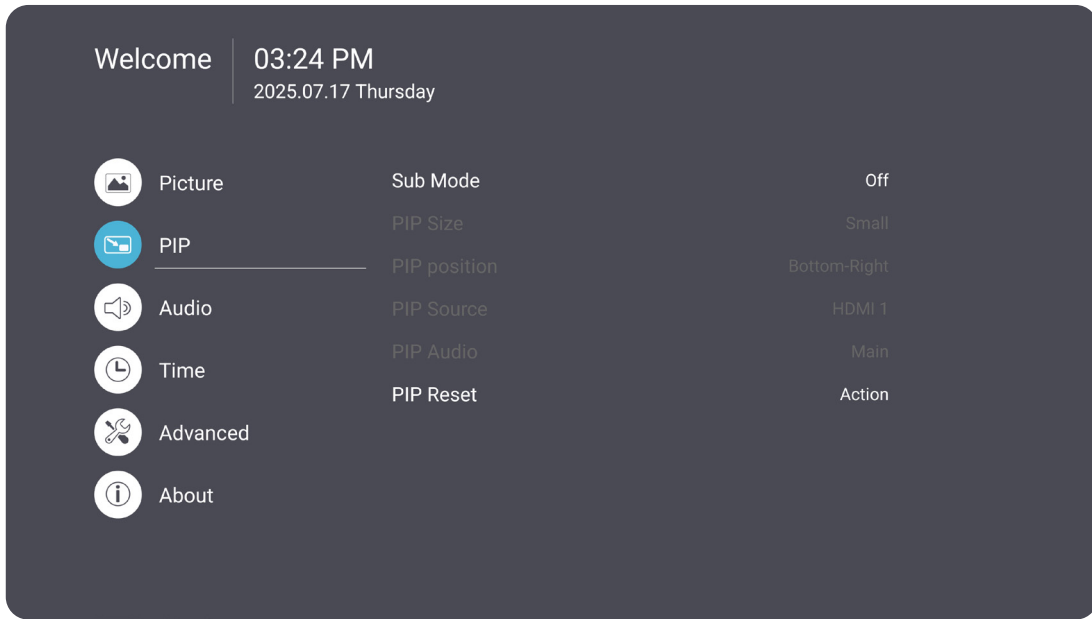 Welcome
03:24 PM
2025.07.17 Thursday
Picture
PIP
Audio
Time
Advanced
About
Sub Mode Off
PIP Size Small
PIP position Bottom-Right
PIP Source HDMI 1
PIP Audio Main
PIP Reset Action